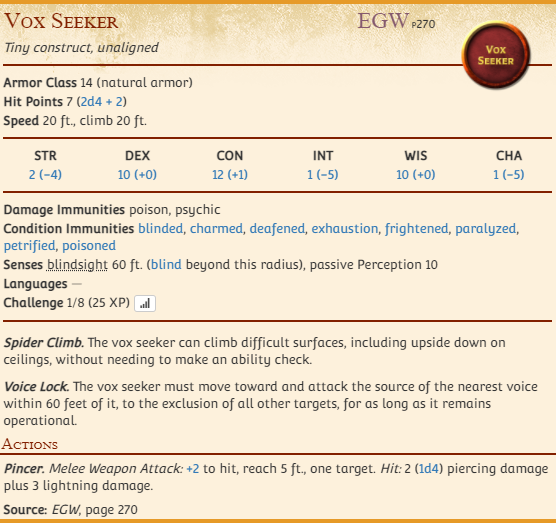 Vox Seeker
EGW p270
Vox
Seeker
Tiny construct, unaligned
Armor Class 14 (natural armor)
Hit Points 7 (2d4 + 2)
Speed 20 ft., climb 20 ft.
STR DEX CON INT WIS CHA
2 (−4) 10 (+0) 12 (+1) 1 (−5) 10 (+0) 1 (−5)
Damage Immunities poison, psychic
Condition Immunities blinded, charmed, deafened, exhaustion, frightened, paralyzed,
petrified, poisoned
Senses blindsight 60 ft. (blind beyond this radius), passive Perception 10
Languages —
Challenge 1/8 (25 XP)
Spider Climb. The vox seeker can climb difficult surfaces, including upside down on
ceilings, without needing to make an ability check.
Voice Lock. The vox seeker must move toward and attack the source of the nearest voice
within 60 feet of it, to the exclusion of all other targets, for as long as it remains
operational.
Actions
Pincer. Melee Weapon Attack: +2 to hit, reach 5 ft., one target. Hit: 2 (1d4) piercing damage
plus 3 lightning damage.
Source: EGW, page 270